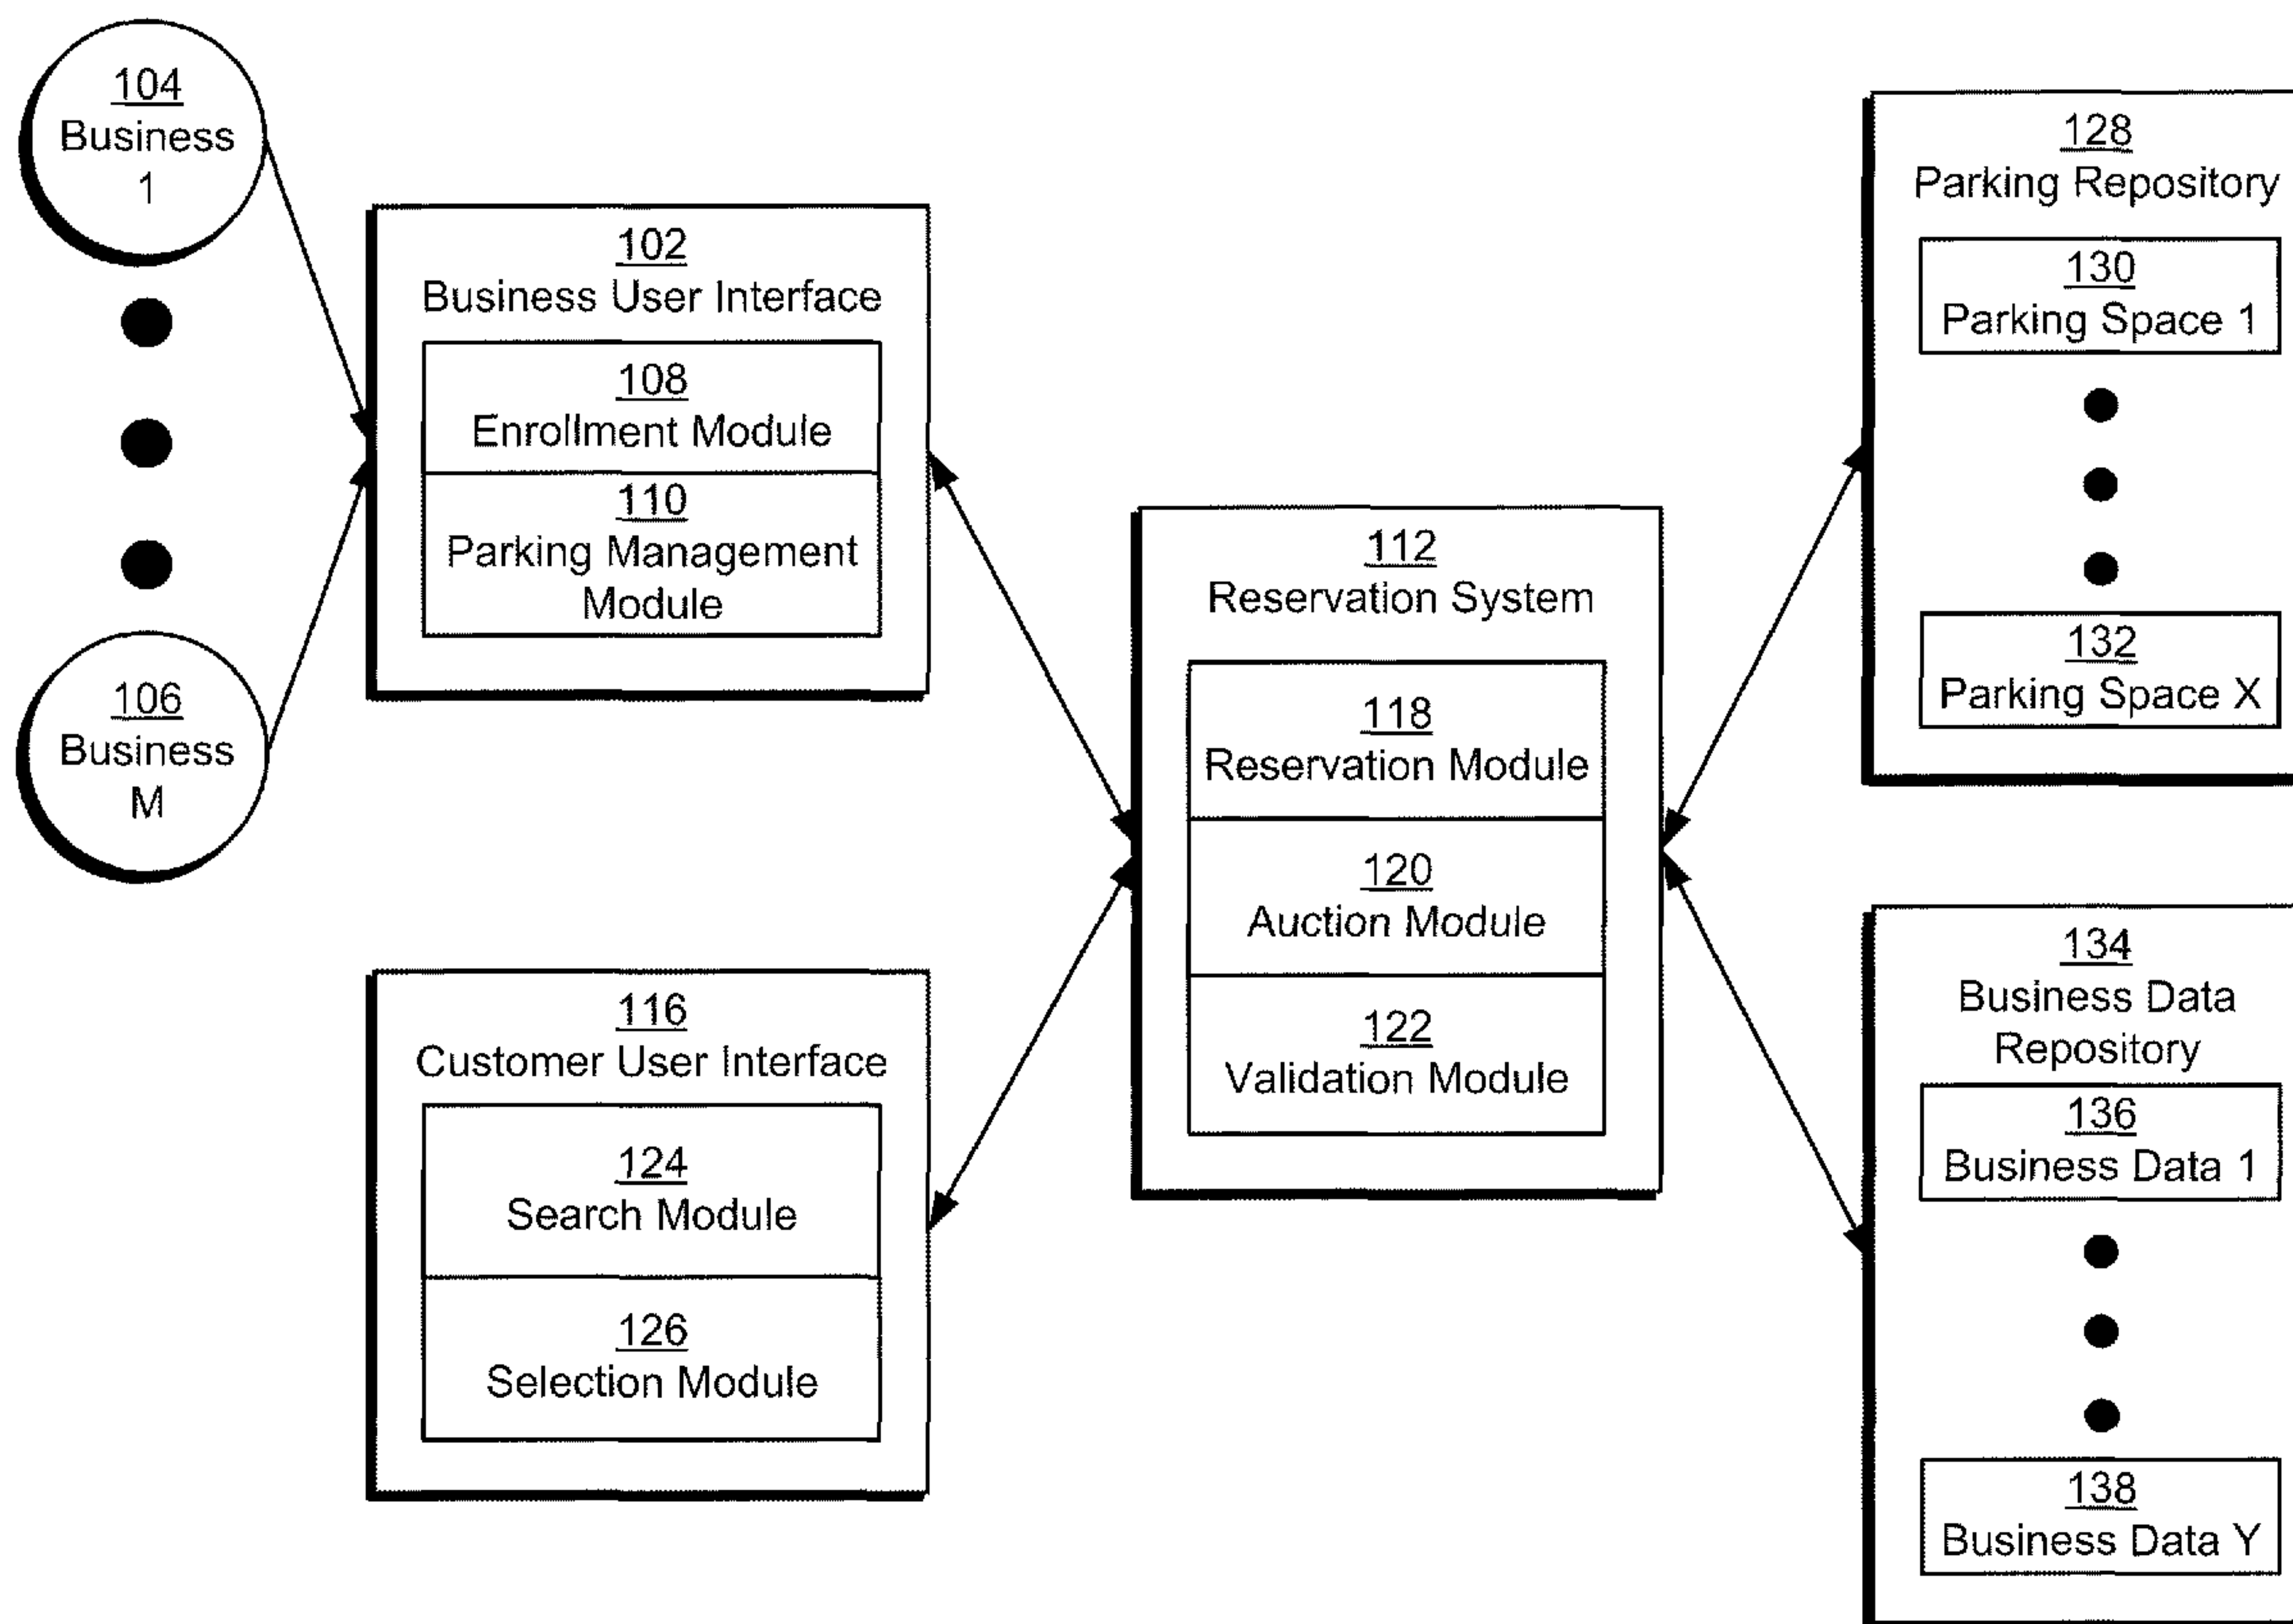 104
Business
1
106
Business
M
102
Business User Interface
108
Enrollment Module
110
Parking Management
Module
116
Customer User Interface
124
Search Module
126
Selection Module
112
Reservation System
118
Reservation Module
120
Auction Module
122
Validation Module
128
Parking Repository
130
Parking Space 1
132
Parking Space X
134
Business Data
Repository
136
Business Data 1
138
Business Data Y